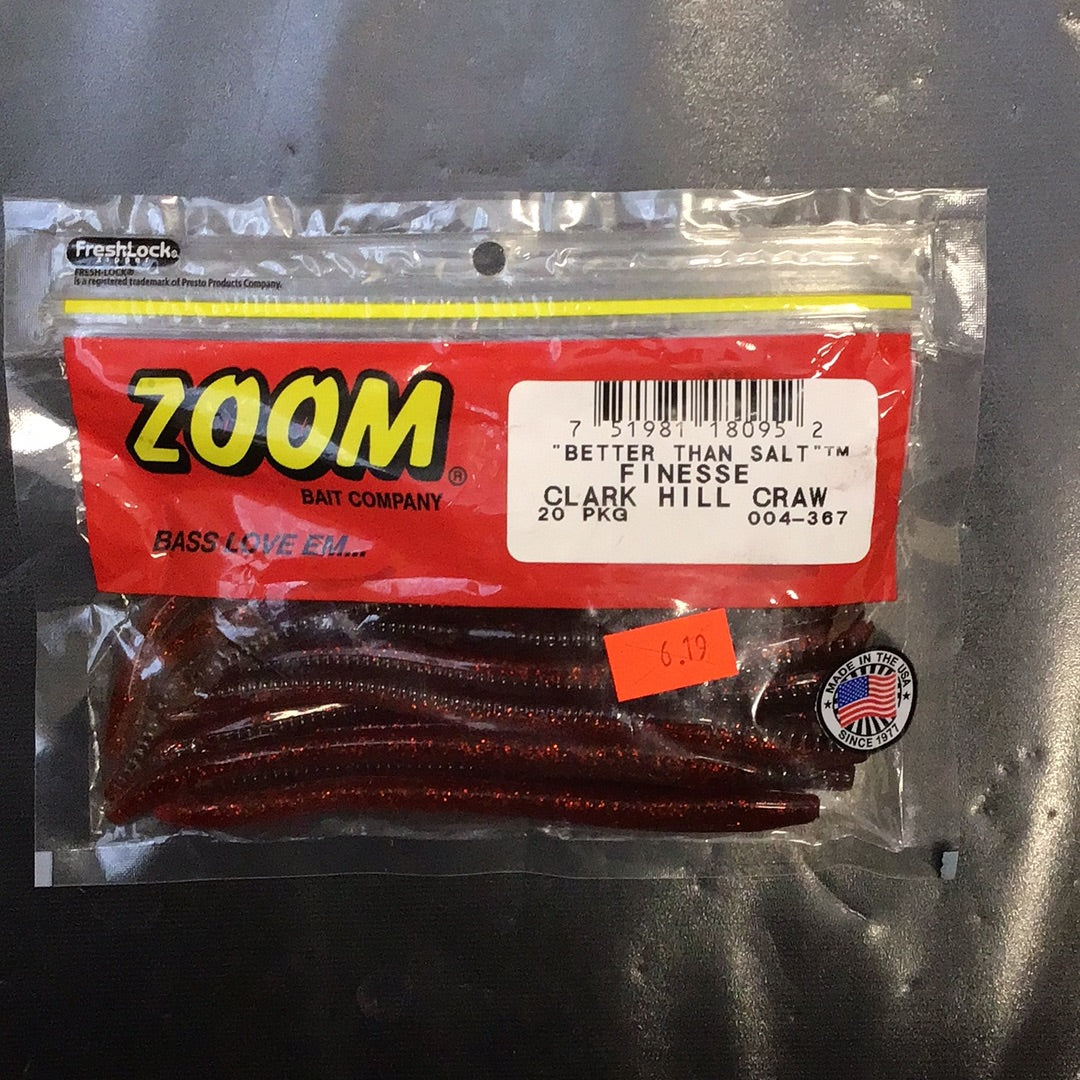 FreshLock®
FRESH-LOCK®
is a registered trademark of Presto Products Company.
ZOOM®
BAIT COMPANY
BASS LOVE EM...
7 51981 18095 2
"BETTER THAN SALT"™
FINESSE
CLARK HILL CRAW
20 PKG 004-367
6.19
MADE IN THE USA
SINCE 1977